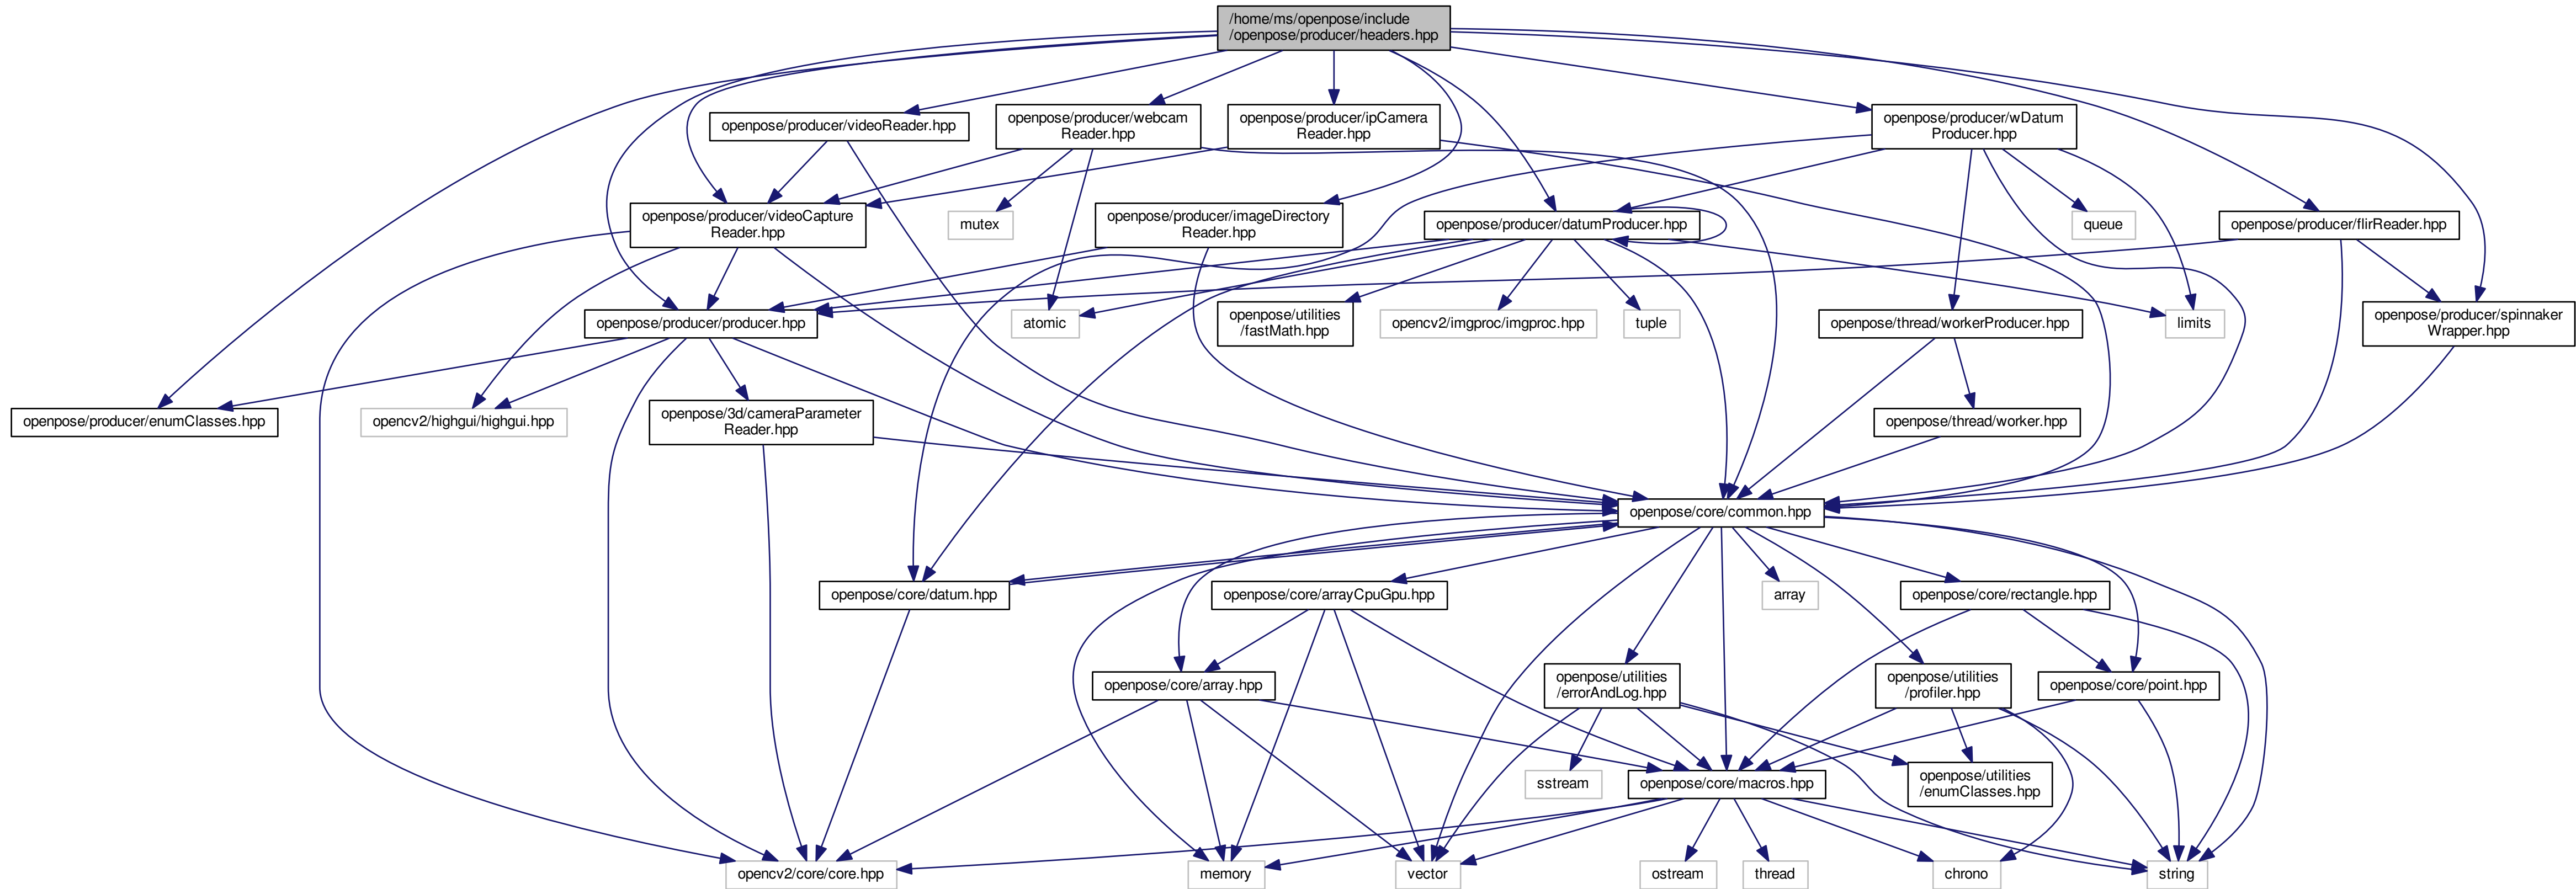 /home/ms/openpose/include
/openpose/producer/headers.hpp
openpose/producer/videoReader.hpp
openpose/producer/webcam
Reader.hpp
openpose/producer/ipCamera
Reader.hpp
openpose/producer/wDatum
Producer.hpp
openpose/producer/videoCapture
Reader.hpp
mutex
openpose/producer/imageDirectory
Reader.hpp
openpose/producer/datumProducer.hpp
queue
openpose/producer/flirReader.hpp
openpose/producer/producer.hpp
atomic
openpose/utilities
/fastMath.hpp
opencv2/imgproc/imgproc.hpp
tuple
openpose/thread/workerProducer.hpp
limits
openpose/producer/spinnaker
Wrapper.hpp
openpose/producer/enumClasses.hpp
opencv2/highgui/highgui.hpp
openpose/3d/cameraParameter
Reader.hpp
openpose/thread/worker.hpp
openpose/core/common.hpp
openpose/core/datum.hpp
openpose/core/arrayCpuGpu.hpp
array
openpose/core/rectangle.hpp
openpose/core/array.hpp
openpose/utilities
/errorAndLog.hpp
openpose/utilities
/profiler.hpp
openpose/core/point.hpp
sstream
openpose/core/macros.hpp
openpose/utilities
/enumClasses.hpp
opencv2/core/core.hpp
memory
vector
ostream
thread
chrono
string